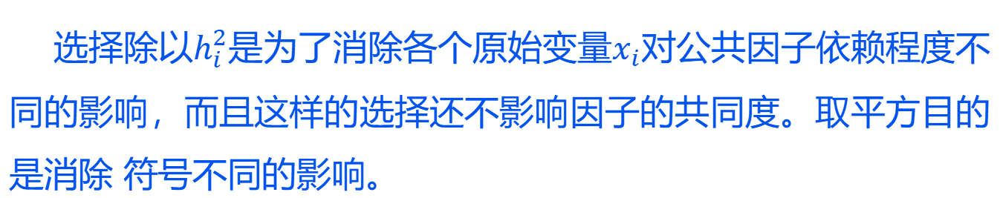 选择除以$h_i^2$是为了消除各个原始变量$x_i$对公共因子依赖程度不
同的影响，而且这样的选择还不影响因子的共同度。取平方目的
是消除 符号不同的影响。